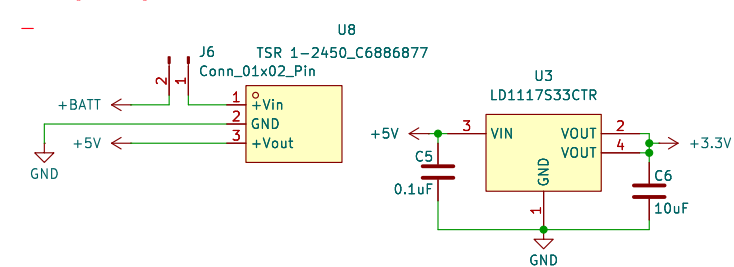 U8
J6
TSR 1-2450_C6886877
Conn_01x02_Pin
2
1
+BATT
1
+Vin
2
GND
+5V
3
+Vout
GND
U3
LD1117S33CTR
+5V
3
VIN
VOUT
2
VOUT
4
+3.3V
C5
0.1uF
GND
1
C6
10uF
GND